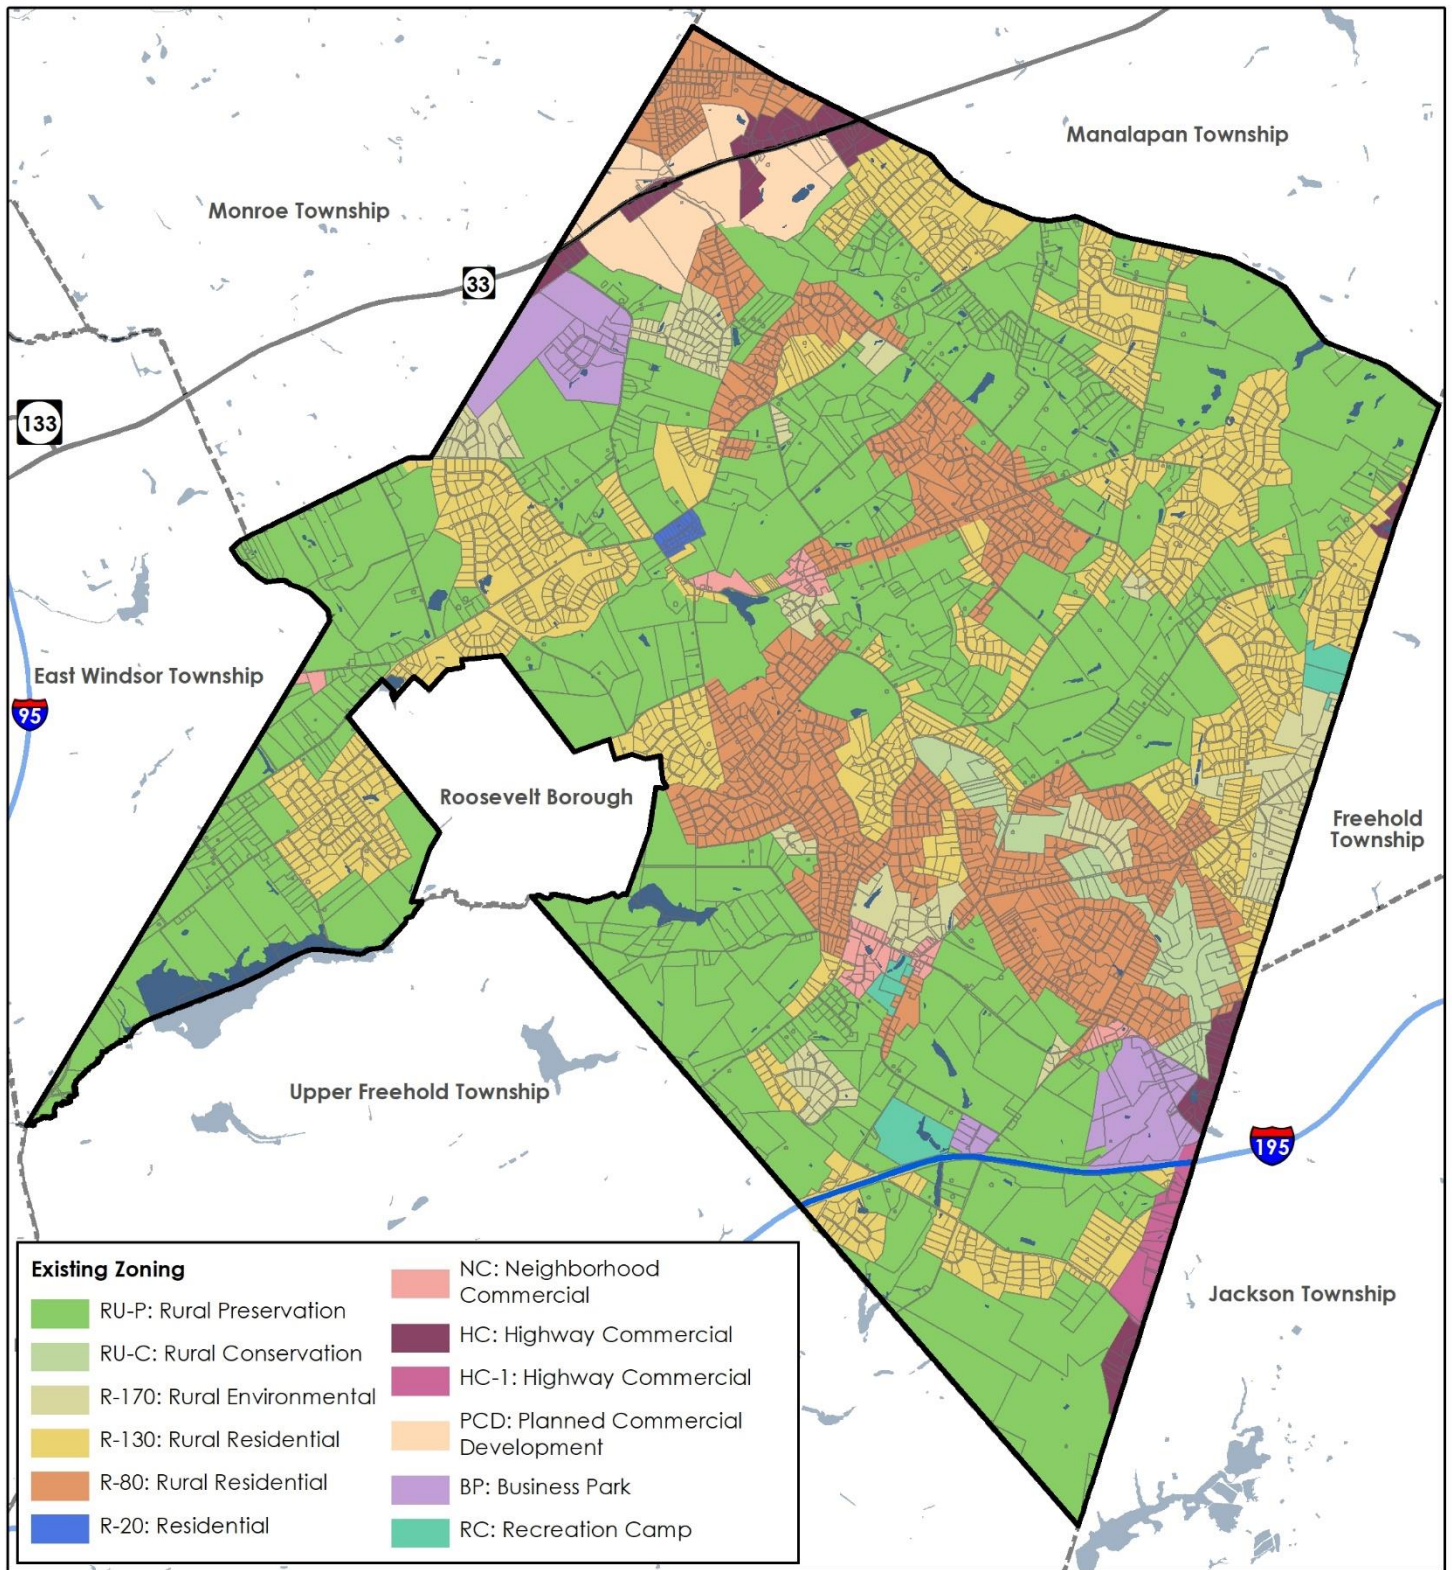 Manalapan Township
Monroe Township
33
133
East Windsor Township
95
Roosevelt Borough
Freehold
Township
Upper Freehold Township
195
Jackson Township
Existing Zoning
RU-P: Rural Preservation
RU-C: Rural Conservation
R-170: Rural Environmental
R-130: Rural Residential
R-80: Rural Residential
R-20: Residential
NC: Neighborhood
Commercial
HC: Highway Commercial
HC-1: Highway Commercial
PCD: Planned Commercial
Development
BP: Business Park
RC: Recreation Camp